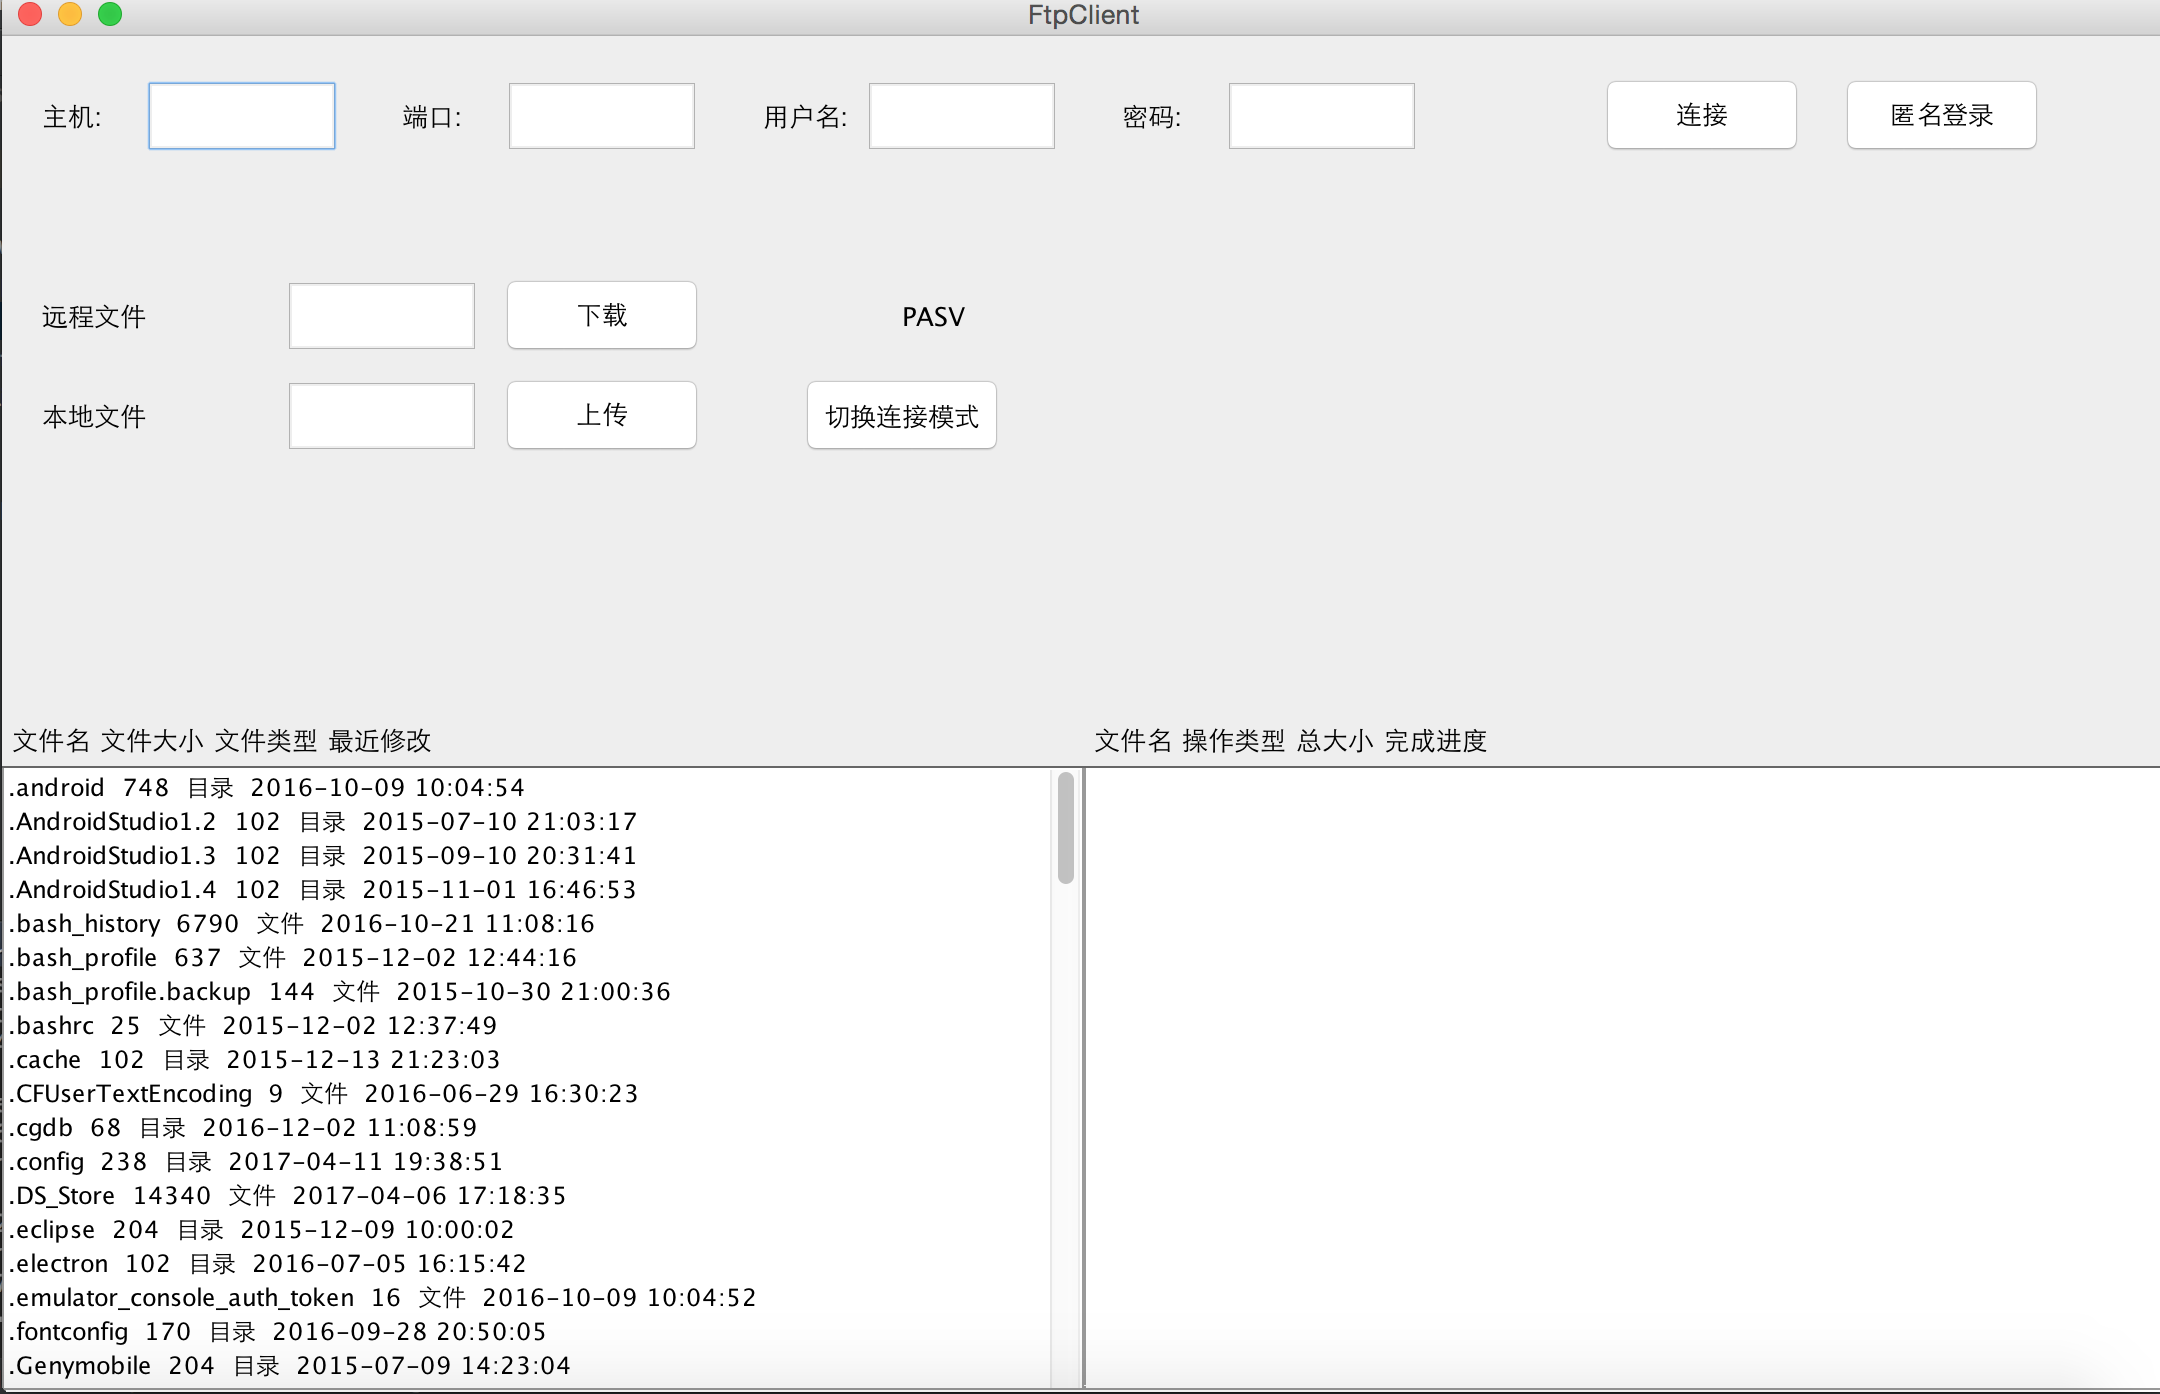 FtpClient
主机: 端口: 用户名: 密码: 连接 匿名登录
远程文件 下载 PASV
本地文件 上传 切换连接模式
文件名 文件大小 文件类型 最近修改 文件名 操作类型 总大小 完成进度
.android 748 目录 2016-10-09 10:04:54
.AndroidStudio1.2 102 目录 2015-07-10 21:03:17
.AndroidStudio1.3 102 目录 2015-09-10 20:31:41
.AndroidStudio1.4 102 目录 2015-11-01 16:46:53
.bash_history 6790 文件 2016-10-21 11:08:16
.bash_profile 637 文件 2015-12-02 12:44:16
.bash_profile.backup 144 文件 2015-10-30 21:00:36
.bashrc 25 文件 2015-12-02 12:37:49
.cache 102 目录 2015-12-13 21:23:03
.CFUserTextEncoding 9 文件 2016-06-29 16:30:23
.cgdb 68 目录 2016-12-02 11:08:59
.config 238 目录 2017-04-11 19:38:51
.DS_Store 14340 文件 2017-04-06 17:18:35
.eclipse 204 目录 2015-12-09 10:00:02
.electron 102 目录 2016-07-05 16:15:42
.emulator_console_auth_token 16 文件 2016-10-09 10:04:52
.fontconfig 170 目录 2016-09-28 20:50:05
.Genymobile 204 目录 2015-07-09 14:23:04